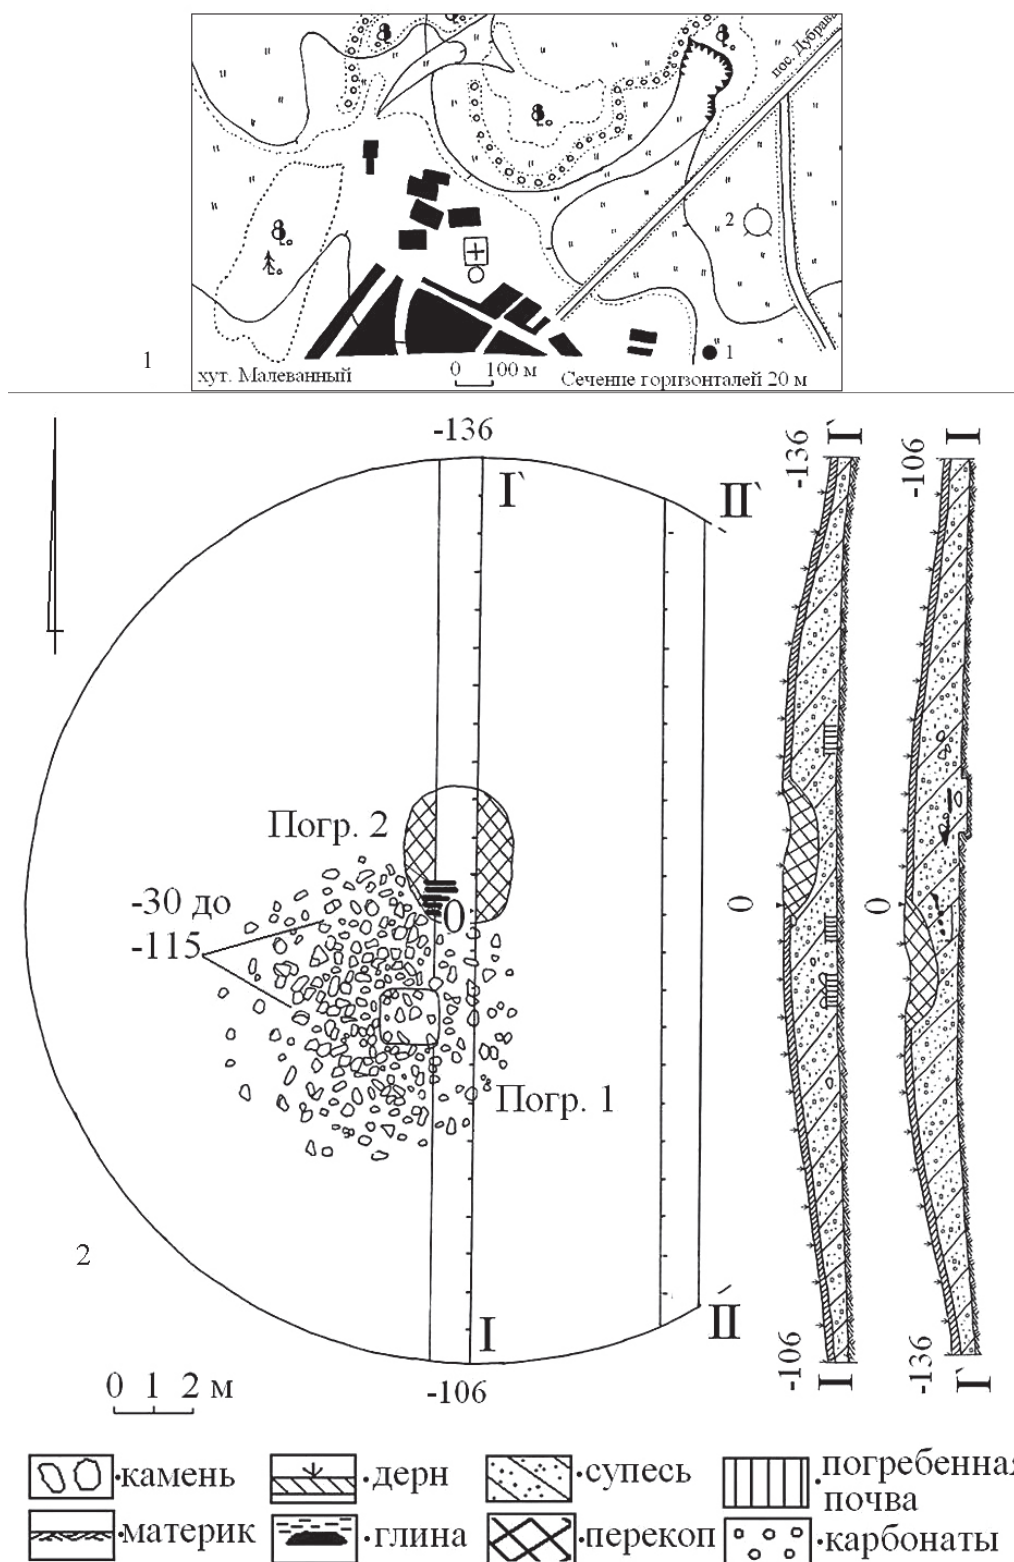 пос. Дубрава
2
1
1
хут. Малеванный
0 100 м
Сечение горизонталей 20 м
-136
I`
II`
-136
I`
-106
I
Погр. 2
-30 до
-115
0
0
0
Погр. 1
2
I
II
-106
-106
I
-136
I`
0 1 2 м
камень
дерн
супесь
погребенная
почва
материк
глина
перекоп
карбонаты